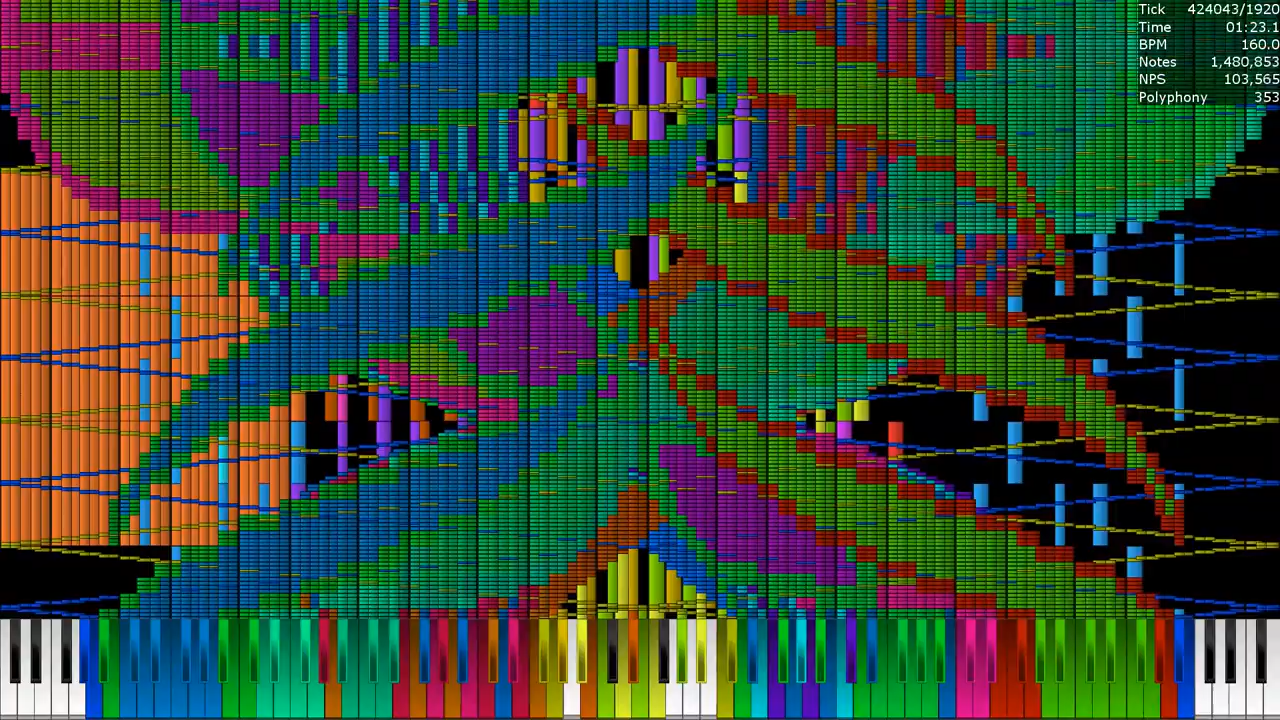 Tick 424043/1920
Time 01:23.1
BPM 160.0
Notes 1,480,853
NPS 103,565
Polyphony 353